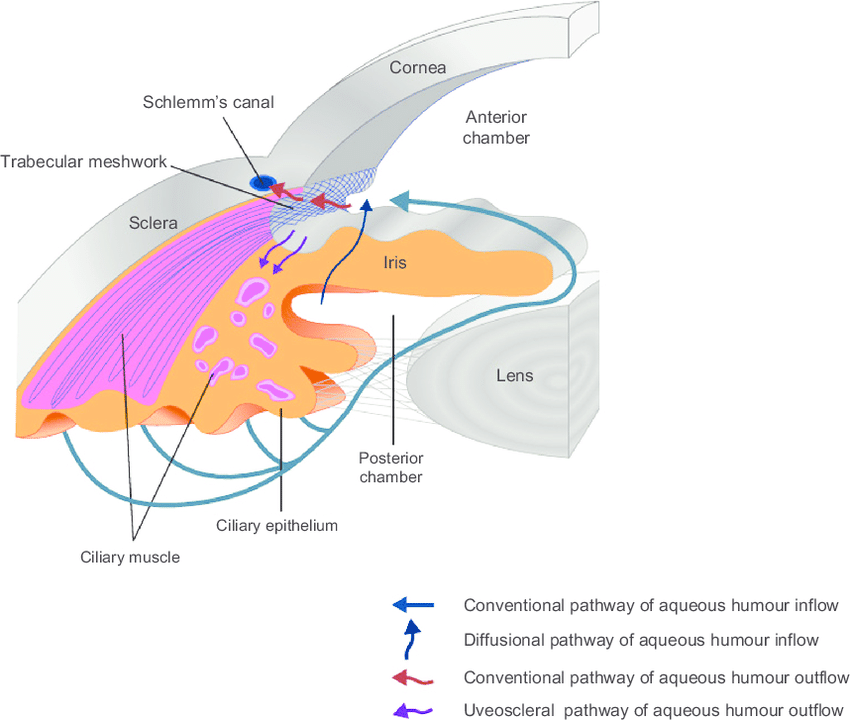 Cornea
Schlemm's canal
Anterior
chamber
Trabecular meshwork
Sclera
Iris
Lens
Posterior
chamber
Ciliary epithelium
Ciliary muscle
Conventional pathway of aqueous humour inflow
Diffusional pathway of aqueous humour inflow
Conventional pathway of aqueous humour outflow
Uveoscleral pathway of aqueous humour outflow